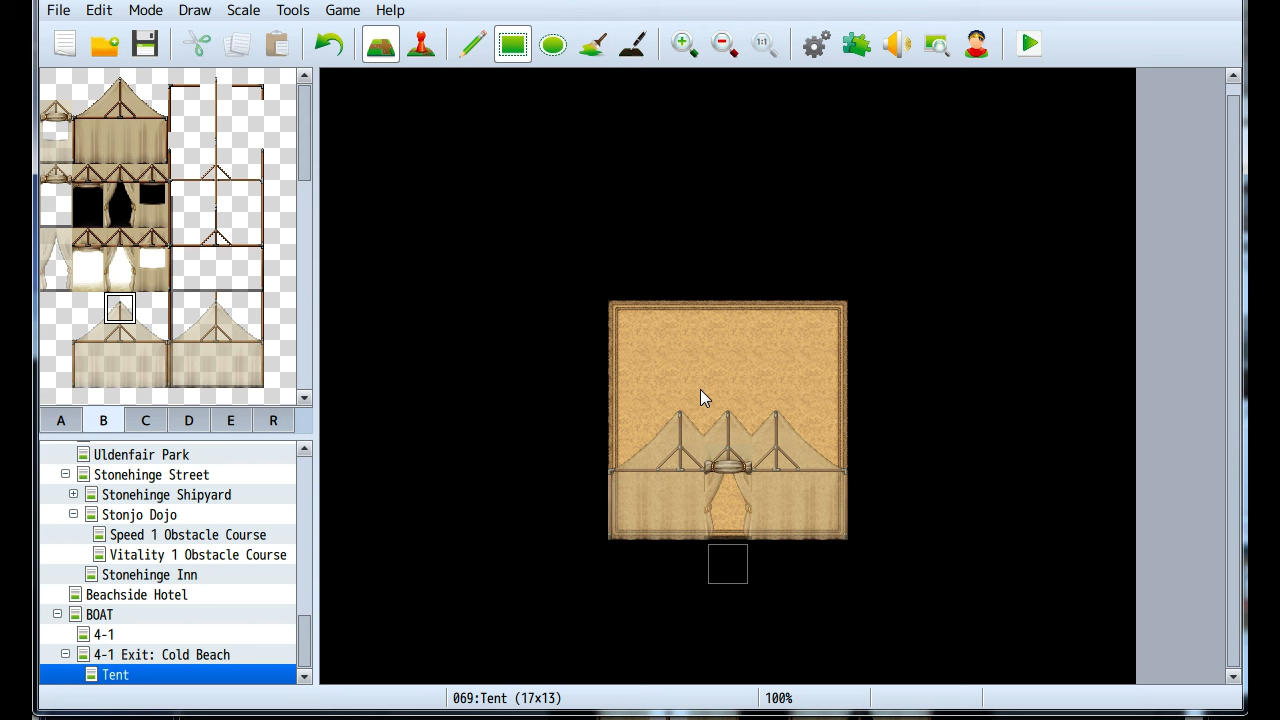 File Edit Mode Draw Scale Tools Game Help
1:1
A B C D E R
Uldenfair Park
Stonehinge Street
Stonehinge Shipyard
Stonjo Dojo
Speed 1 Obstacle Course
Vitality 1 Obstacle Course
Stonehinge Inn
Beachside Hotel
BOAT
4-1
4-1 Exit: Cold Beach
Tent
069:Tent (17x13) 100%